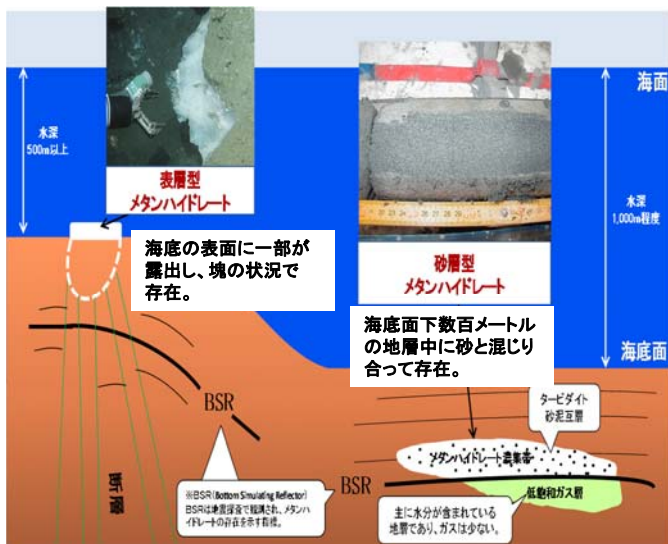 海面
水深
500m以上
表層型
メタンハイドレート
海底の表面に一部が
露出し、塊の状況で
存在。
水深
1,000m程度
砂層型
メタンハイドレート
海底面下数百メートル
の地層中に砂と混じり
合って存在。
海底面
BSR
断層
※BSR(Bottom Simulating Reflector)
BSRは地震探査で観測され、メタンハ
イドレートの存在を示す指標。
タービダイト
砂泥互層
メタンハイドレート濃集帯
BSR
低飽和ガス層
主に水分が含まれている
地層であり、ガスは少ない。